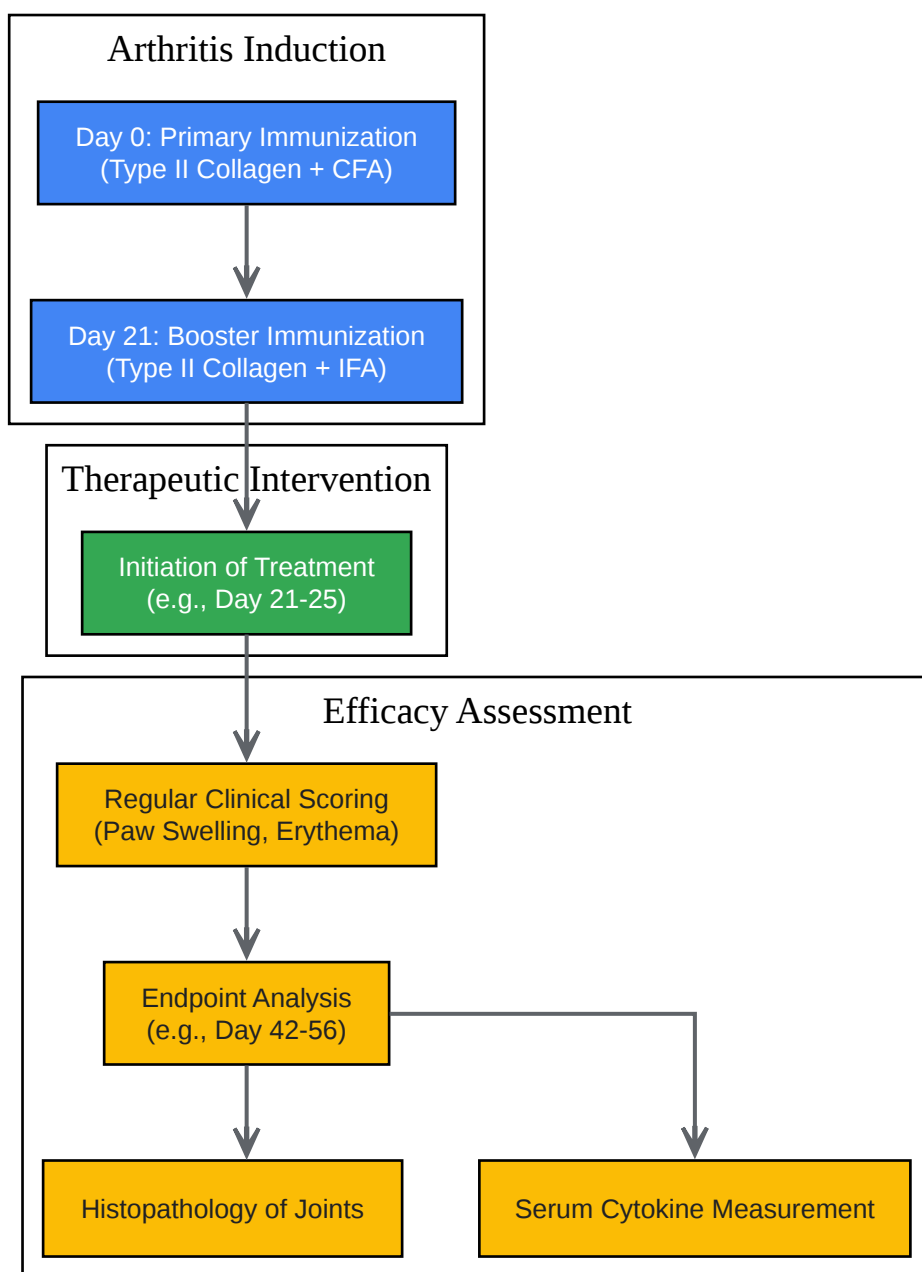 Arthritis Induction
Day 0: Primary Immunization
(Type II Collagen + CFA)
Day 21: Booster Immunization
(Type II Collagen + IFA)
Therapeutic Intervention
Initiation of Treatment
(e.g., Day 21-25)
Efficacy Assessment
Regular Clinical Scoring
(Paw Swelling, Erythema)
Endpoint Analysis
(e.g., Day 42-56)
Histopathology of Joints
Serum Cytokine Measurement